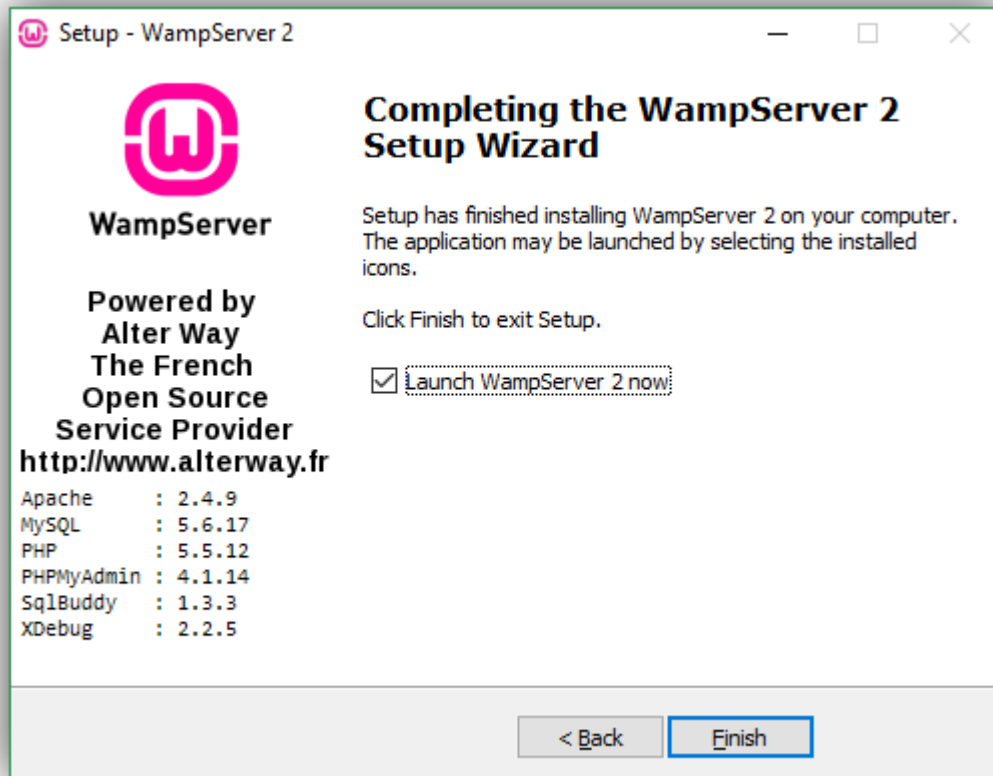 Setup - WampServer 2
WampServer
Powered by
Alter Way
The French
Open Source
Service Provider
http://www.alterway.fr
Apache : 2.4.9
MySQL : 5.6.17
PHP : 5.5.12
PHPMyAdmin : 4.1.14
SqlBuddy : 1.3.3
XDebug : 2.2.5
Completing the WampServer 2
Setup Wizard
Setup has finished installing WampServer 2 on your computer.
The application may be launched by selecting the installed
icons.
Click Finish to exit Setup.
Launch WampServer 2 now
< Back
Finish